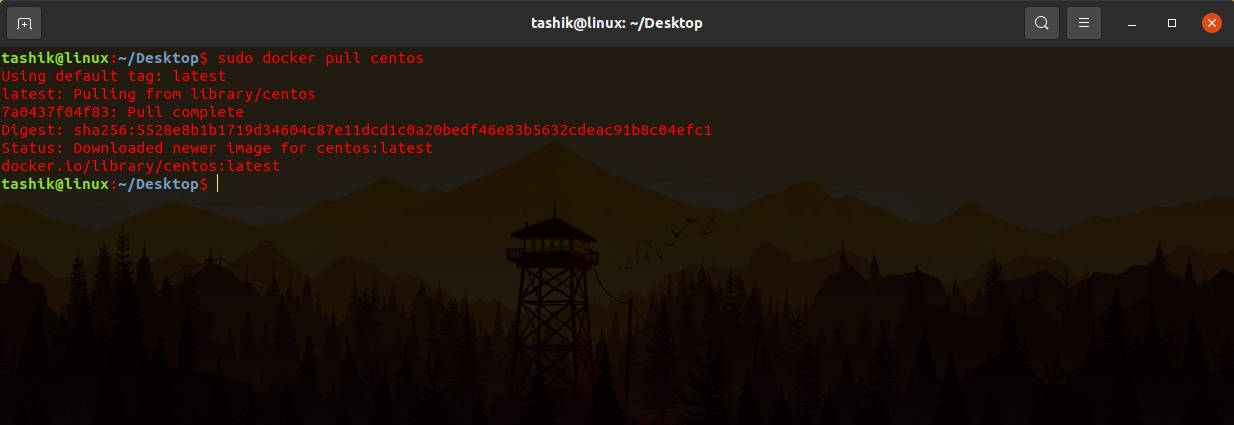 tashik@linux: ~/Desktop
tashik@linux:~/Desktop$ sudo docker pull centos
Using default tag: latest
latest: Pulling from library/centos
7a0437f04f83: Pull complete
Digest: sha256:5528e8b1b1719d34604c87e11dcd1c0a20bedf46e83b5632cdeac91b8c04efc1
Status: Downloaded newer image for centos:latest
docker.io/library/centos:latest
tashik@linux:~/Desktop$